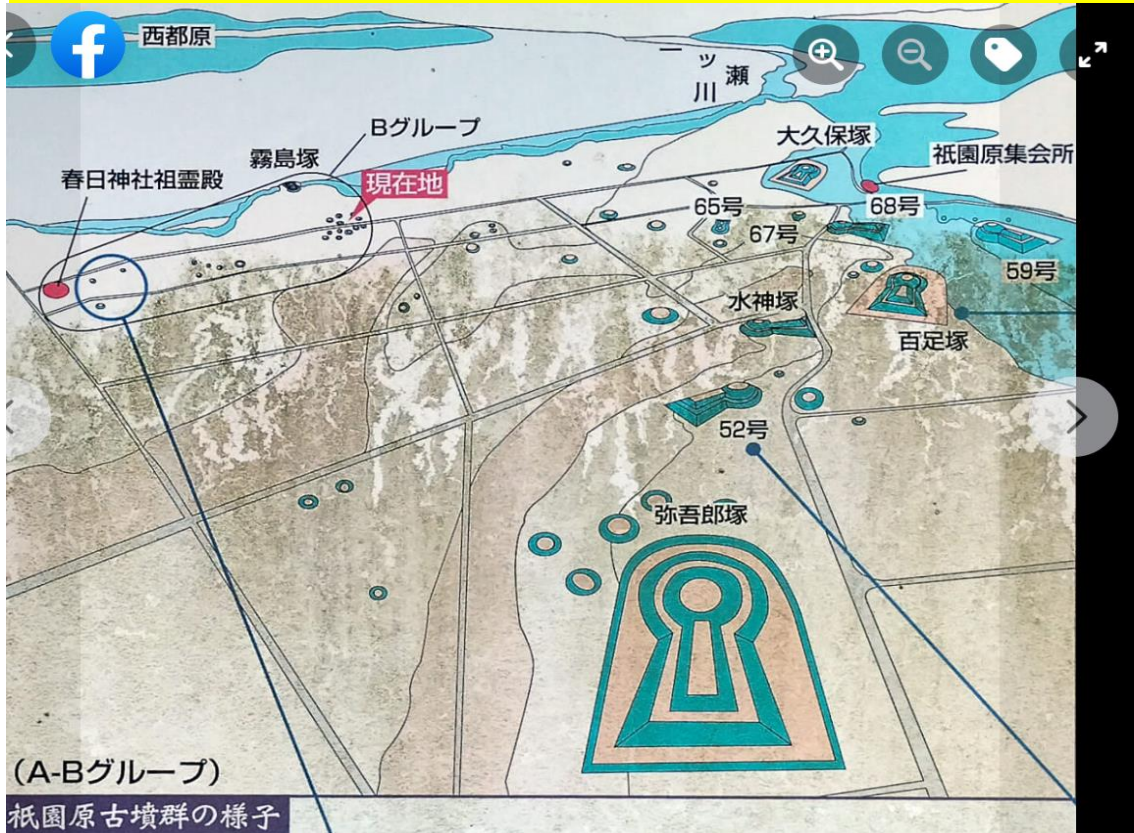 西都原
一ッ瀬川
Bグループ
大久保塚
霧島塚
祇園原集会所
春日神社祖霊殿
現在地
65号
68号
67号
59号
水神塚
百足塚
52号
弥吾郎塚
(A-Bグループ)
祇園原古墳群の様子